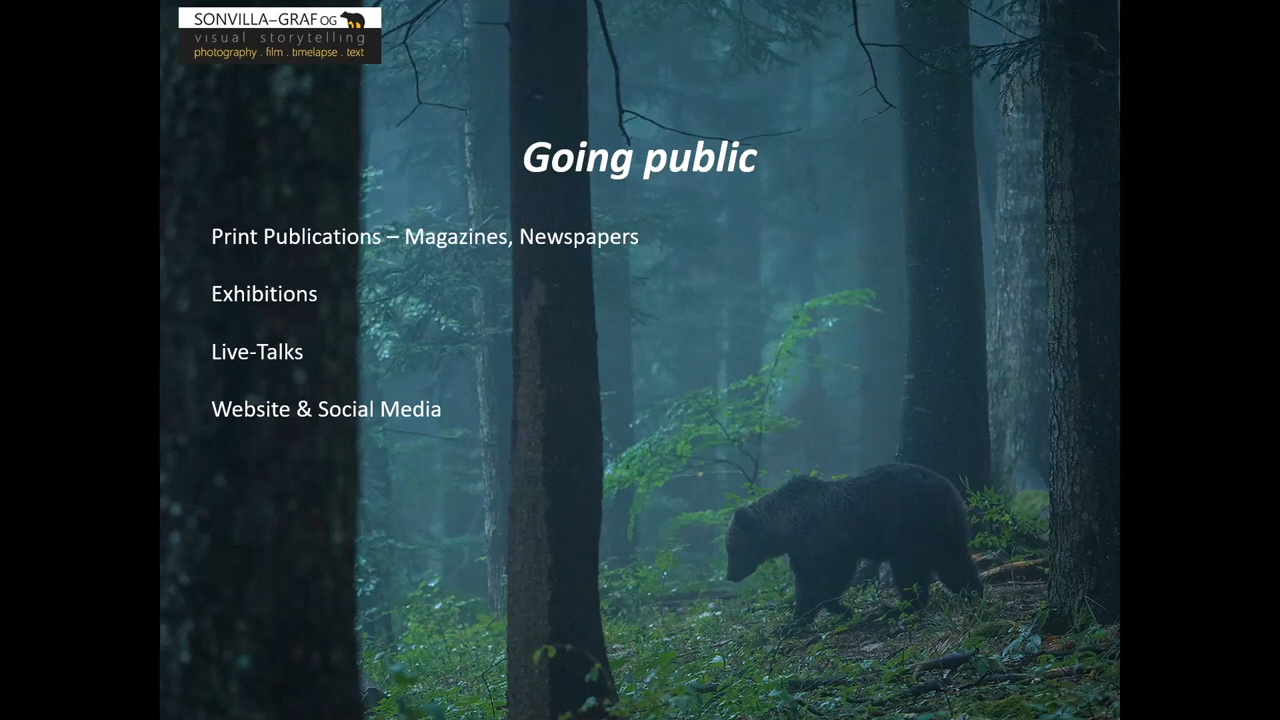 SONVILLA–GRAF OG
visual storytelling
photography . film . timelapse . text
Going public
Print Publications – Magazines, Newspapers
Exhibitions
Live-Talks
Website & Social Media